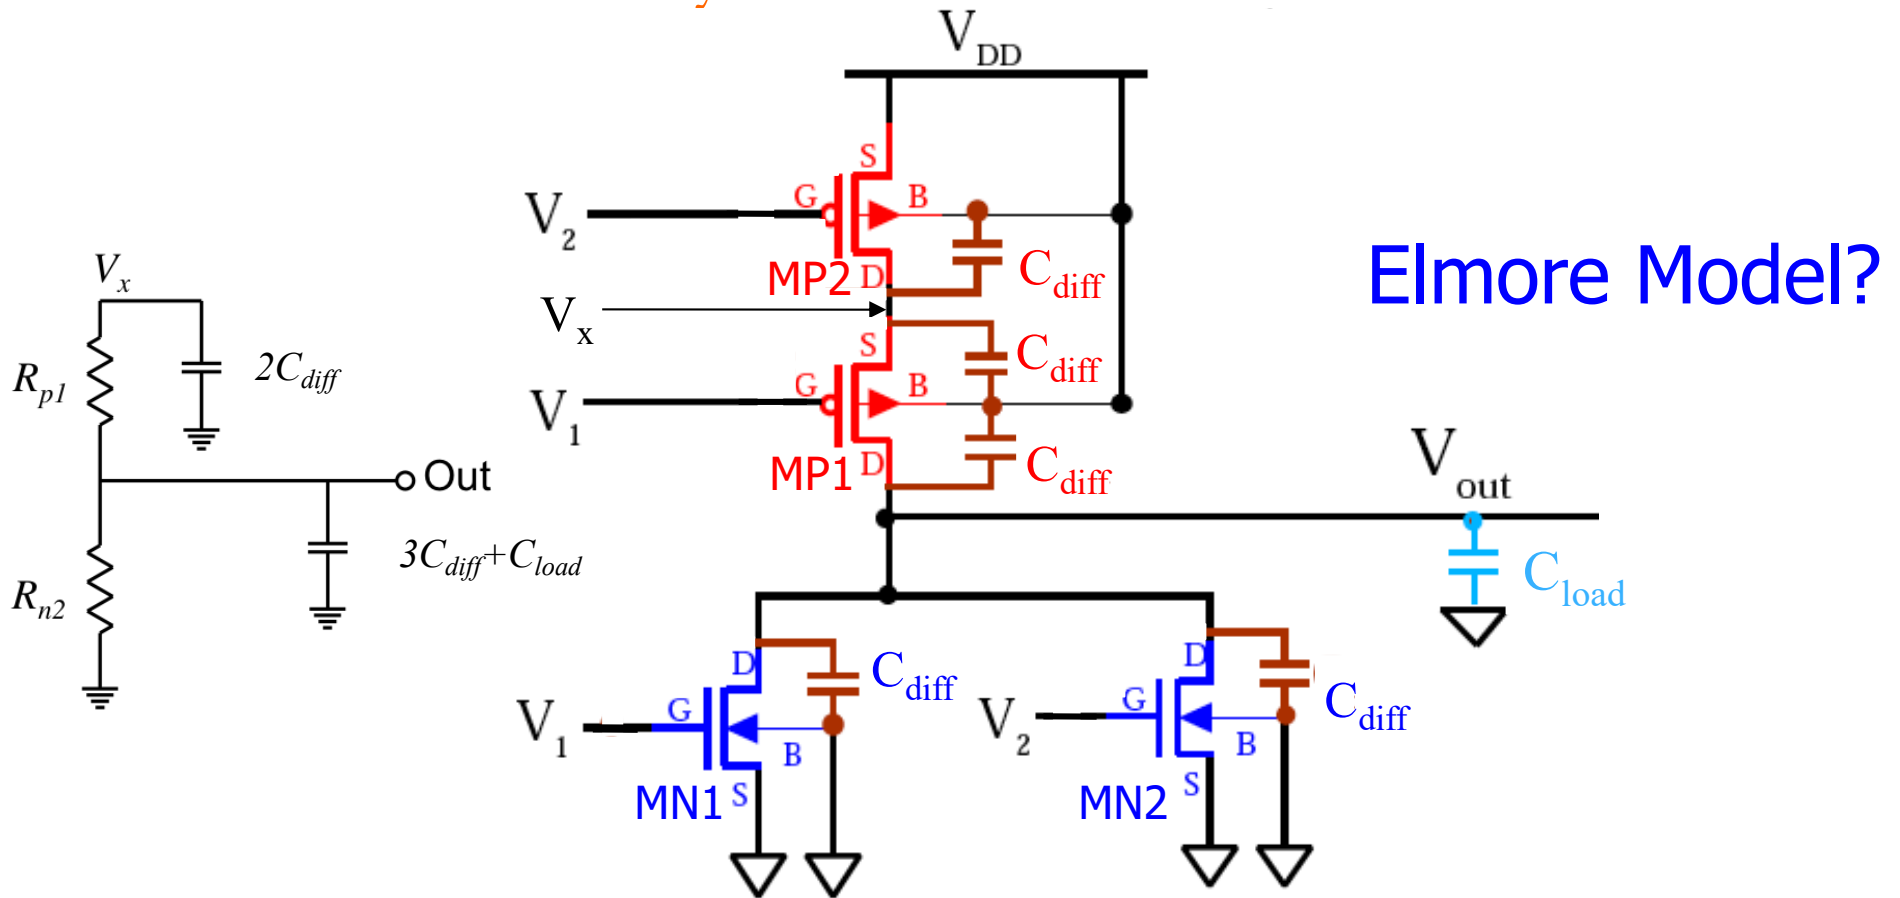 V_DD
S
G
B
V_2
MP2
D
C_diff
Elmore Model?
V_x
V_x
C_diff
R_p1
2C_diff
S
G
B
V_1
MP1
D
C_diff
V_out
Out
3C_diff+C_load
C_load
R_n2
D
C_diff
G
V_1
B
MN1
S
D
C_diff
G
V_2
B
MN2
S